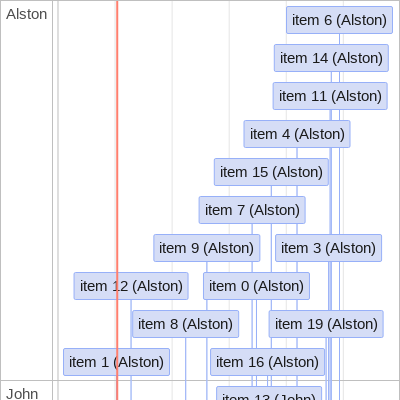 Alston
item 6 (Alston)
item 14 (Alston)
item 11 (Alston)
item 4 (Alston)
item 15 (Alston)
item 7 (Alston)
item 9 (Alston)
item 3 (Alston)
item 12 (Alston)
item 0 (Alston)
item 8 (Alston)
item 19 (Alston)
item 1 (Alston)
item 16 (Alston)
John
item 13 (John)